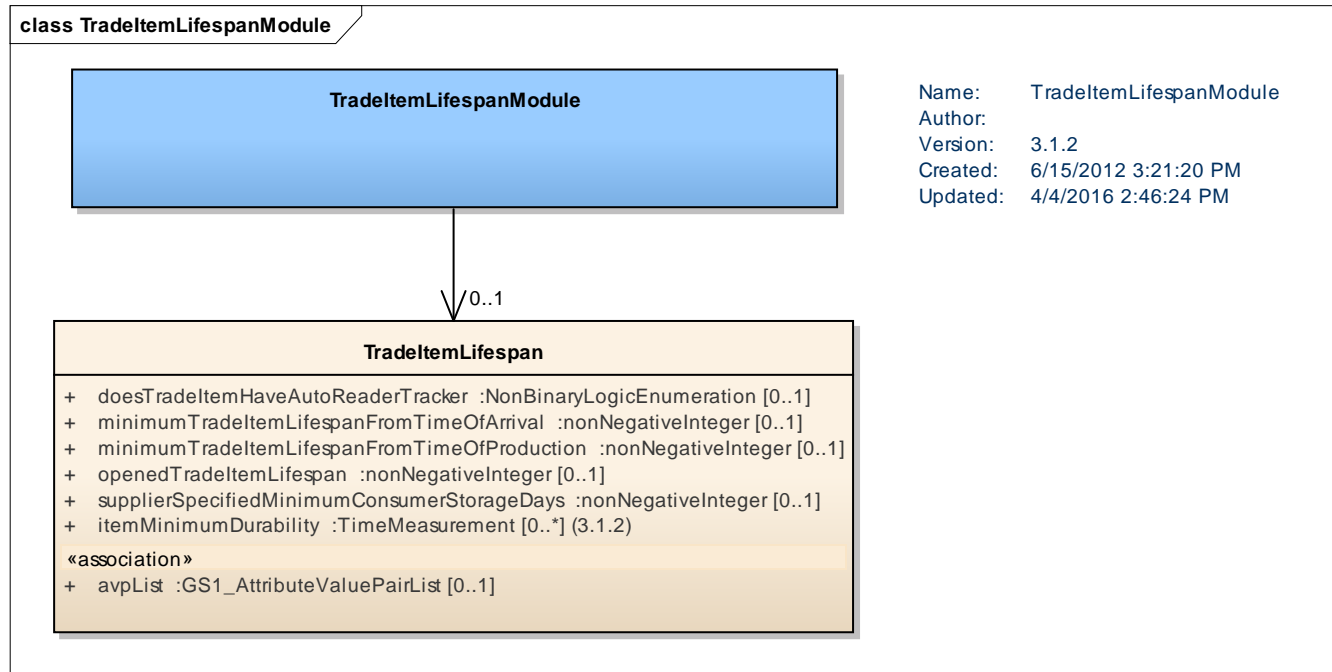 class TradeItemLifespanModule
TradeItemLifespanModule
Name: TradeItemLifespanModule
Author:
Version: 3.1.2
Created: 6/15/2012 3:21:20 PM
Updated: 4/4/2016 2:46:24 PM
0..1
TradeItemLifespan
+ doesTradeItemHaveAutoReaderTracker :NonBinaryLogicEnumeration [0..1]
+ minimumTradeItemLifespanFromTimeOfArrival :nonNegativeInteger [0..1]
+ minimumTradeItemLifespanFromTimeOfProduction :nonNegativeInteger [0..1]
+ openedTradeItemLifespan :nonNegativeInteger [0..1]
+ supplierSpecifiedMinimumConsumerStorageDays :nonNegativeInteger [0..1]
+ itemMinimumDurability :TimeMeasurement [0..*] (3.1.2)
«association»
+ avpList :GS1_AttributeValuePairList [0..1]